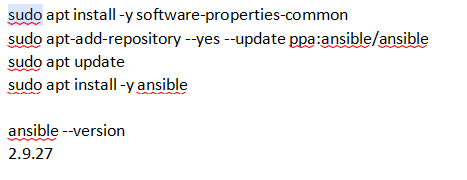 sudo apt install -y software-properties-common
sudo apt-add-repository --yes --update ppa:ansible/ansible
sudo apt update
sudo apt install -y ansible
ansible --version
2.9.27